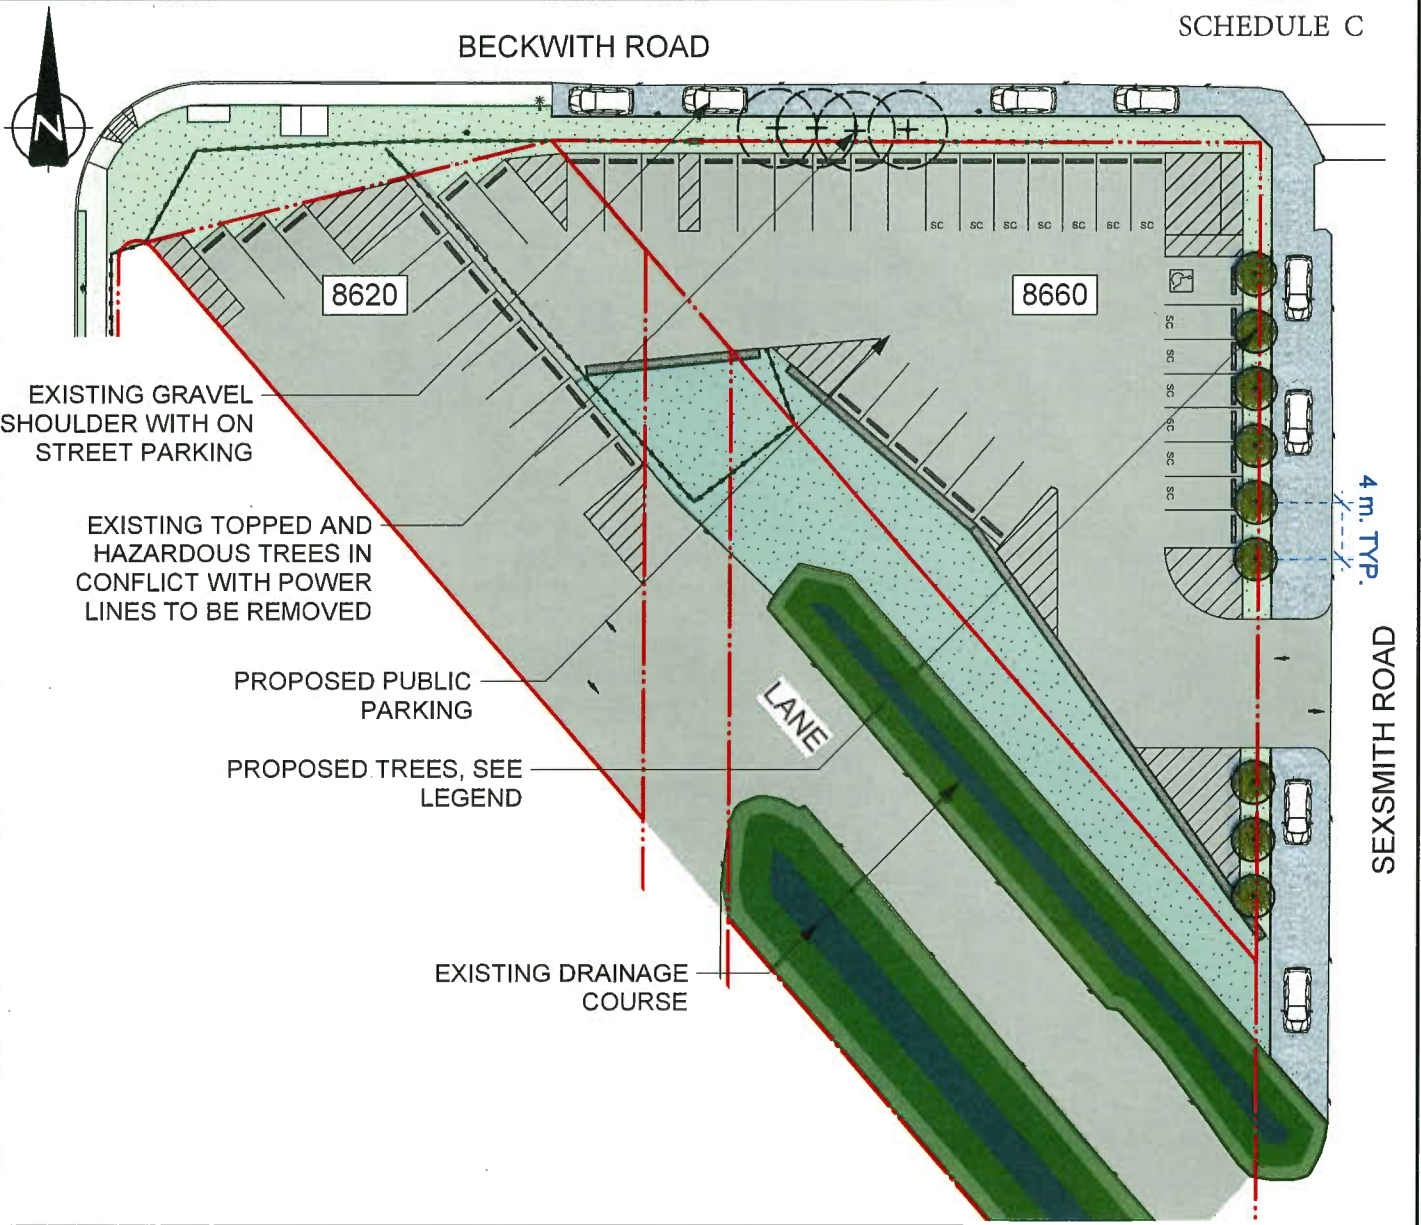 SCHEDULE C
BECKWITH ROAD
N
8620
8660
SC SC SC SC SC SC SC
SC
SC
SC
SC
SC
SC
EXISTING GRAVEL
SHOULDER WITH ON
STREET PARKING
EXISTING TOPPED AND
HAZARDOUS TREES IN
CONFLICT WITH POWER
LINES TO BE REMOVED
4 m. TYP.
PROPOSED PUBLIC
PARKING
LANE
SEXSMITH ROAD
PROPOSED TREES, SEE
LEGEND
EXISTING DRAINAGE
COURSE